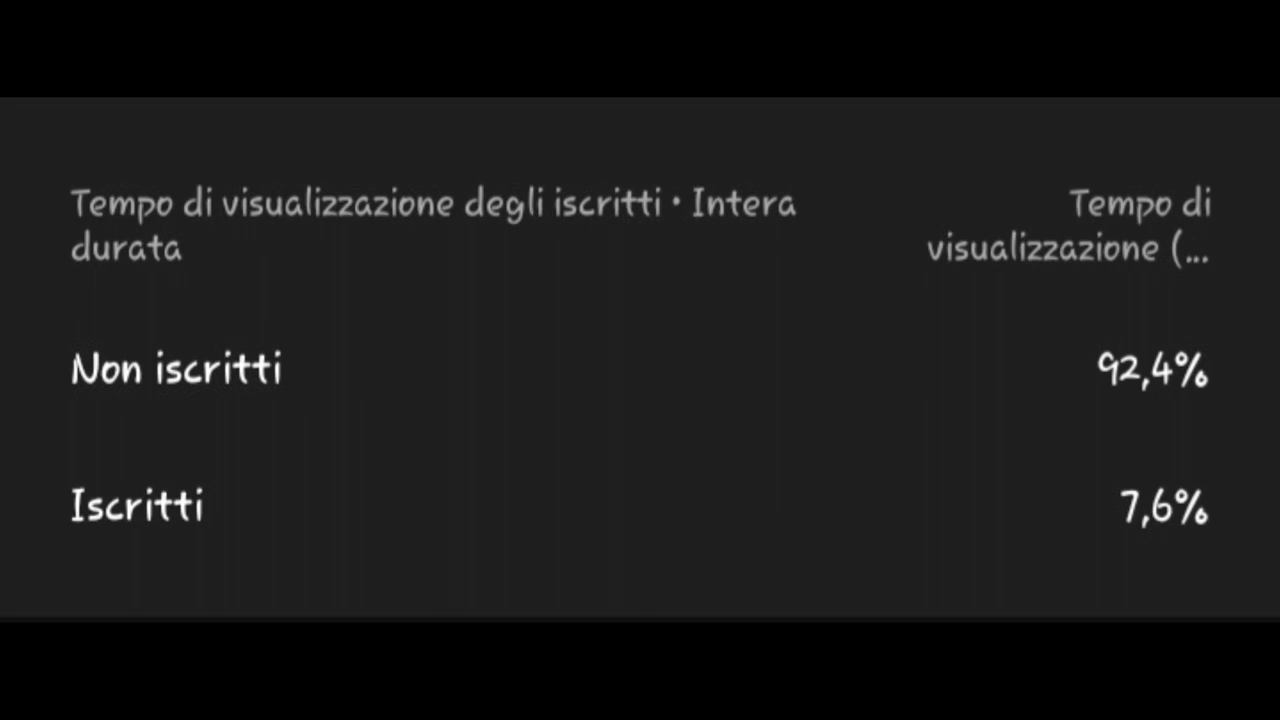 Tempo di visualizzazione degli iscritti • Intera
durata
Tempo di
visualizzazione (...
Non iscritti
92,4%
Iscritti
7,6%